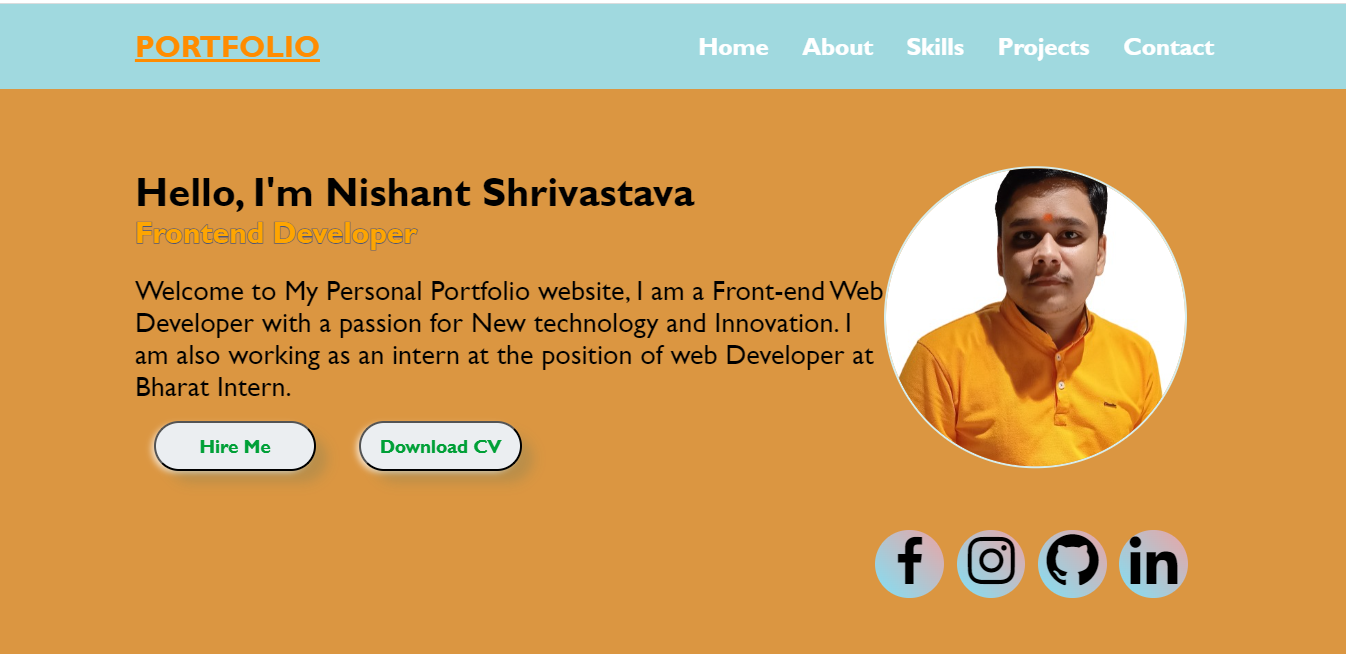 PORTFOLIO
Home About Skills Projects Contact
Hello, I'm Nishant Shrivastava
Frontend Developer
Welcome to My Personal Portfolio website, I am a Front-end Web
Developer with a passion for New technology and Innovation. I
am also working as an intern at the position of web Developer at
Bharat Intern.
Hire Me Download CV
f in